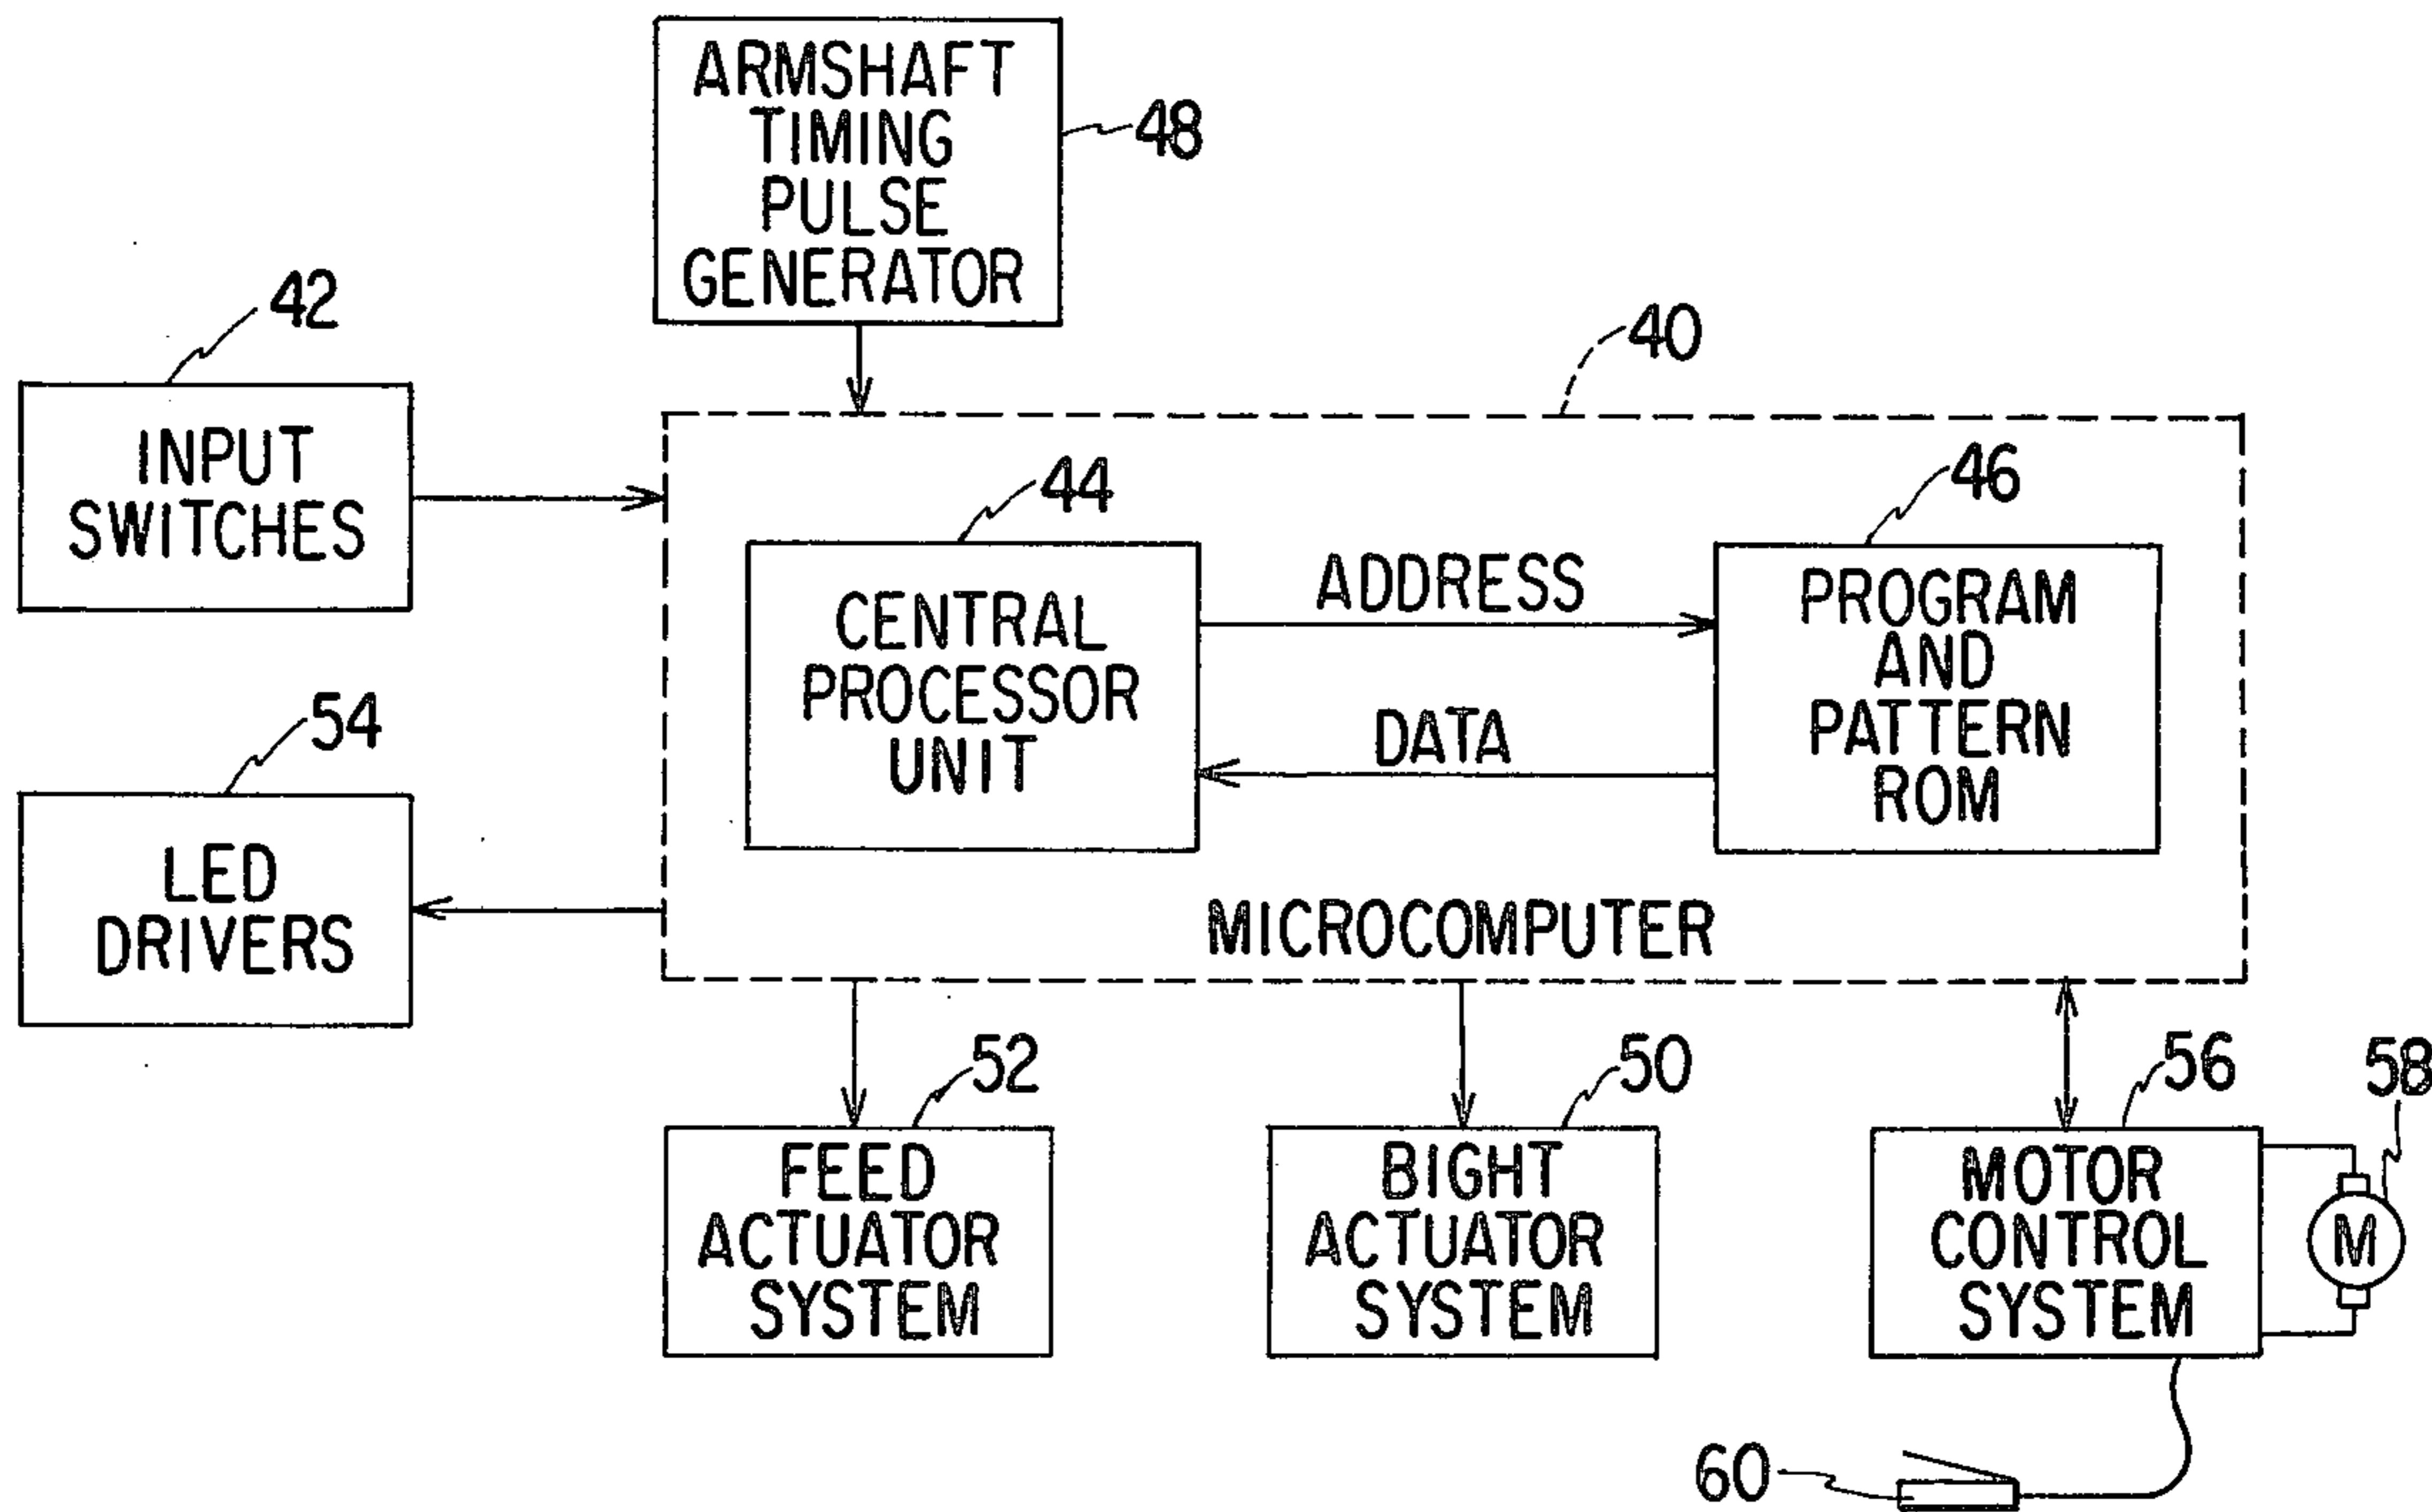 ARMSHAFT
TIMING
PULSE
GENERATOR
48
42
40
INPUT
SWITCHES
44
46
CENTRAL
PROCESSOR
UNIT
ADDRESS
DATA
PROGRAM
AND
PATTERN
ROM
54
LED
DRIVERS
MICROCOMPUTER
52
50
56
58
FEED
ACTUATOR
SYSTEM
BIGHT
ACTUATOR
SYSTEM
MOTOR
CONTROL
SYSTEM
M
60